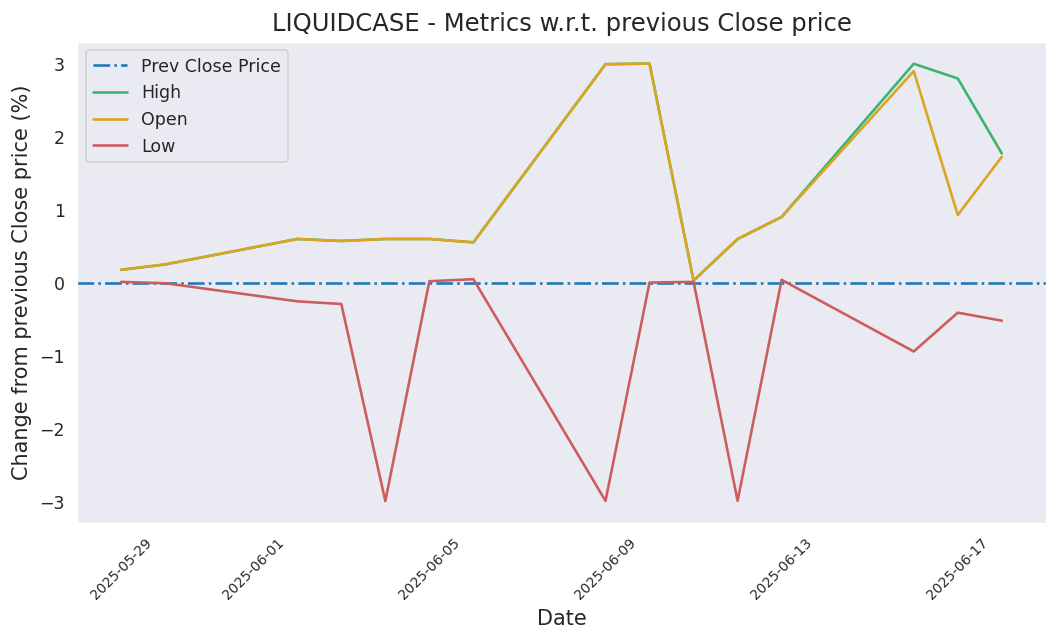 LIQUIDCASE - Metrics w.r.t. previous Close price
Prev Close Price
High
Open
Low
Change from previous Close price (%)
3
2
1
0
−1
−2
−3
2025-05-29
2025-06-01
2025-06-05
2025-06-09
2025-06-13
2025-06-17
Date